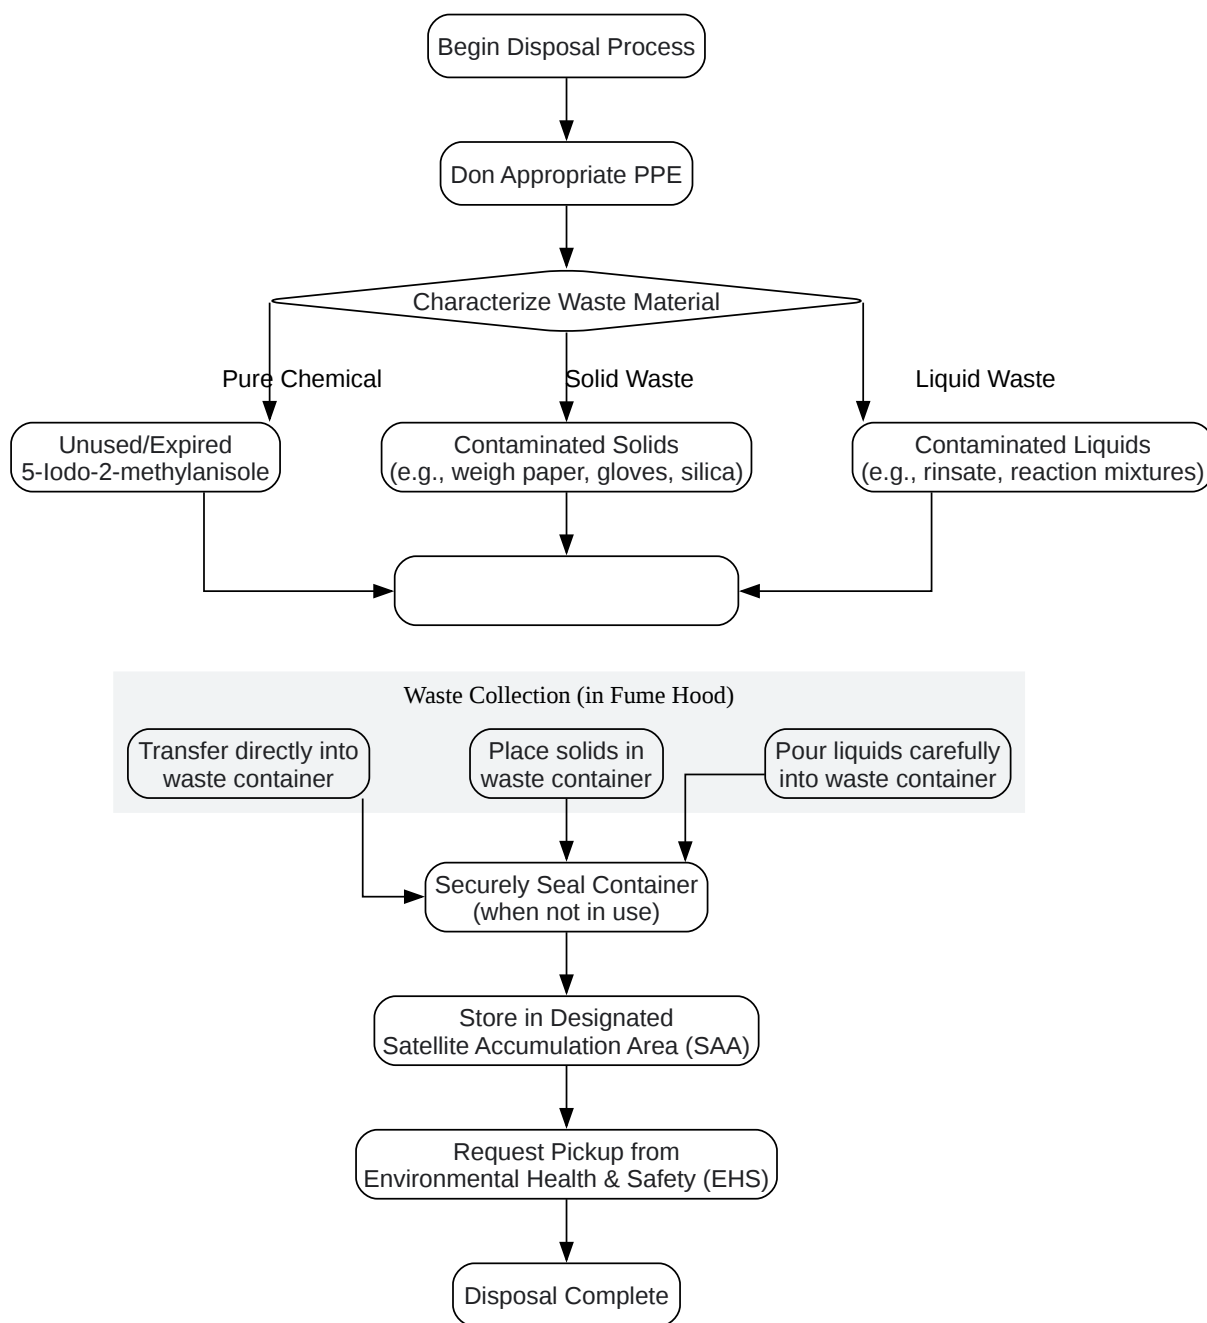 Begin Disposal Process
Don Appropriate PPE
Characterize Waste Material
Pure Chemical
Solid Waste
Liquid Waste
Unused/Expired
5-Iodo-2-methylanisole
Contaminated Solids
(e.g., weigh paper, gloves, silica)
Contaminated Liquids
(e.g., rinsate, reaction mixtures)
Waste Collection (in Fume Hood)
Transfer directly into
waste container
Place solids in
waste container
Pour liquids carefully
into waste container
Securely Seal Container
(when not in use)
Store in Designated
Satellite Accumulation Area (SAA)
Request Pickup from
Environmental Health & Safety (EHS)
Disposal Complete